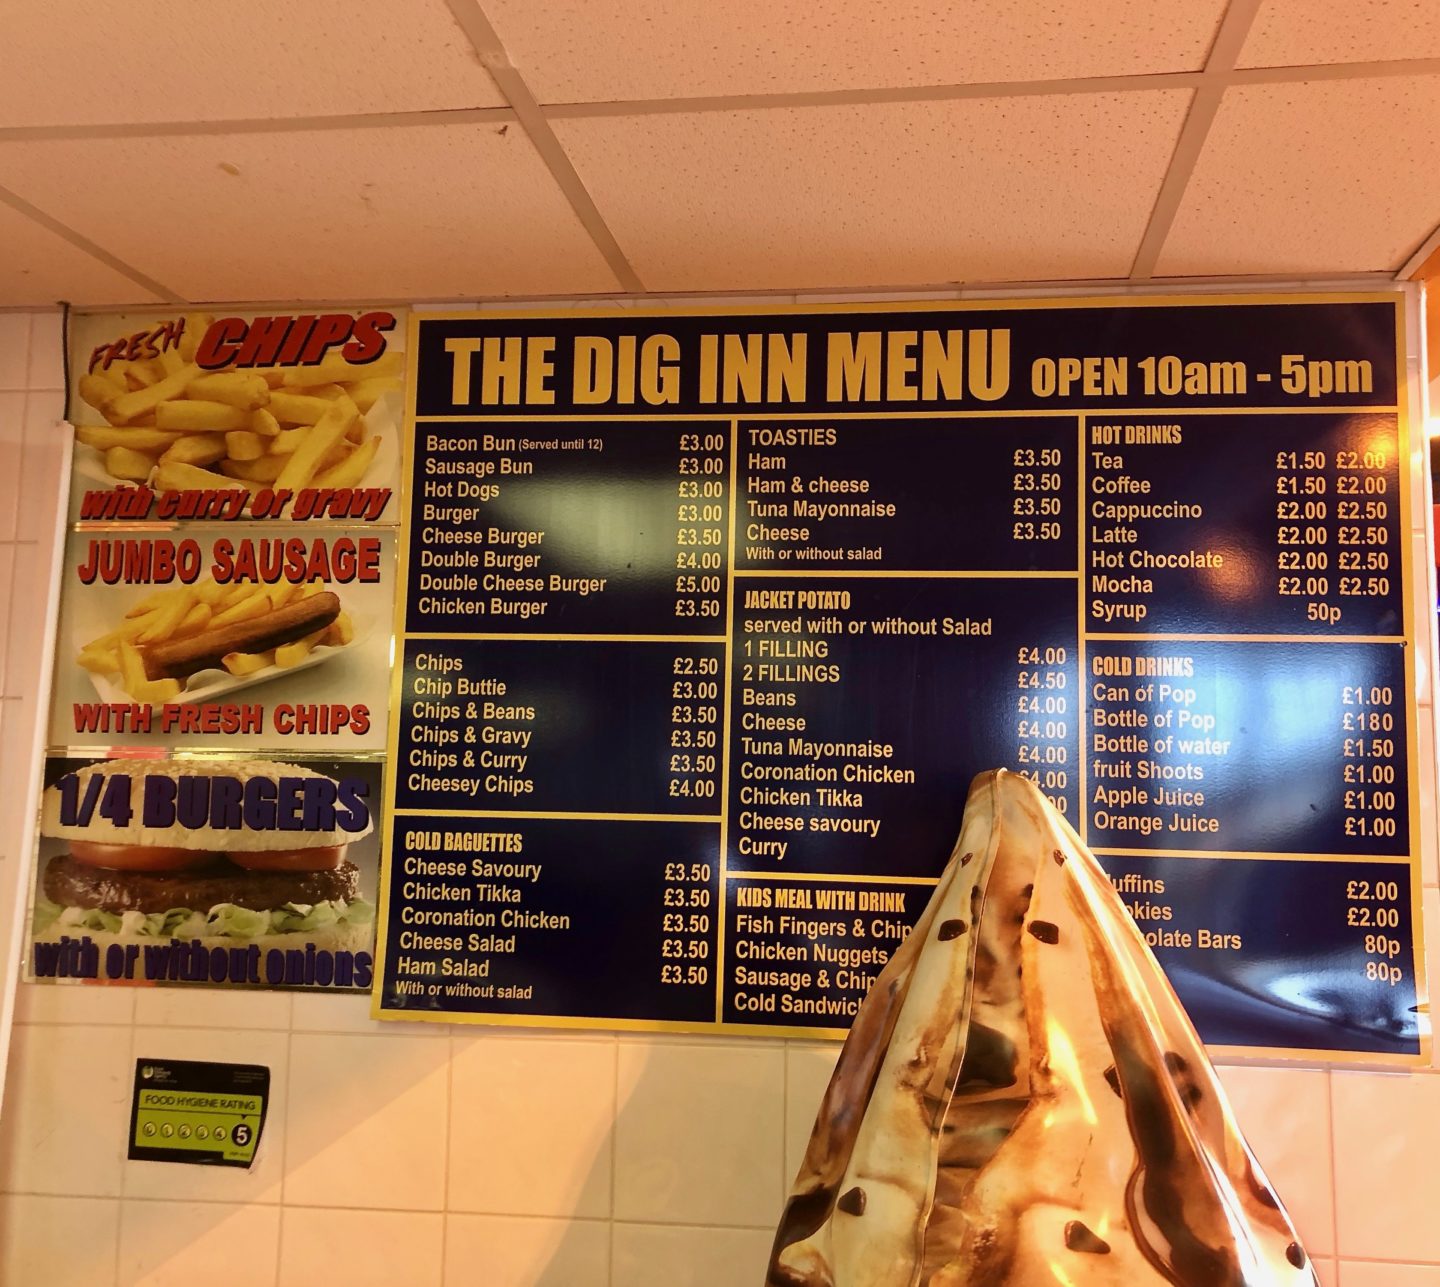 FRESH CHIPS
with curry or gravy
JUMBO SAUSAGE
WITH FRESH CHIPS
1/4 BURGERS
with or without onions
THE DIG INN MENU OPEN 10am - 5pm
Bacon Bun (Served until 12) £3.00
Sausage Bun £3.00
Hot Dogs £3.00
Burger £3.00
Cheese Burger £3.50
Double Burger £4.00
Double Cheese Burger £5.00
Chicken Burger £3.50
Chips £2.50
Chip Buttie £3.00
Chips & Beans £3.50
Chips & Gravy £3.50
Chips & Curry £3.50
Cheesey Chips £4.00
COLD BAGUETTES
Cheese Savoury £3.50
Chicken Tikka £3.50
Coronation Chicken £3.50
Cheese Salad £3.50
Ham Salad £3.50
With or without salad
TOASTIES
Ham £3.50
Ham & cheese £3.50
Tuna Mayonnaise £3.50
Cheese £3.50
With or without salad
JACKET POTATO
served with or without Salad
1 FILLING £4.00
2 FILLINGS £4.50
Beans £4.00
Cheese £4.00
Tuna Mayonnaise £4.00
Coronation Chicken £4.00
Chicken Tikka
Cheese savoury
Curry
KIDS MEAL WITH DRINK
Fish Fingers & Chip
Chicken Nuggets
Sausage & Chip
Cold Sandwic
HOT DRINKS
Tea £1.50 £2.00
Coffee £1.50 £2.00
Cappuccino £2.00 £2.50
Latte £2.00 £2.50
Hot Chocolate £2.00 £2.50
Mocha £2.00 £2.50
Syrup 50p
COLD DRINKS
Can of Pop £1.00
Bottle of Pop £180
Bottle of water £1.50
fruit Shoots £1.00
Apple Juice £1.00
Orange Juice £1.00
uffins £2.00
okies £2.00
olate Bars 80p
80p
FOOD HYGIENE RATING
0 1 2 3 4 5